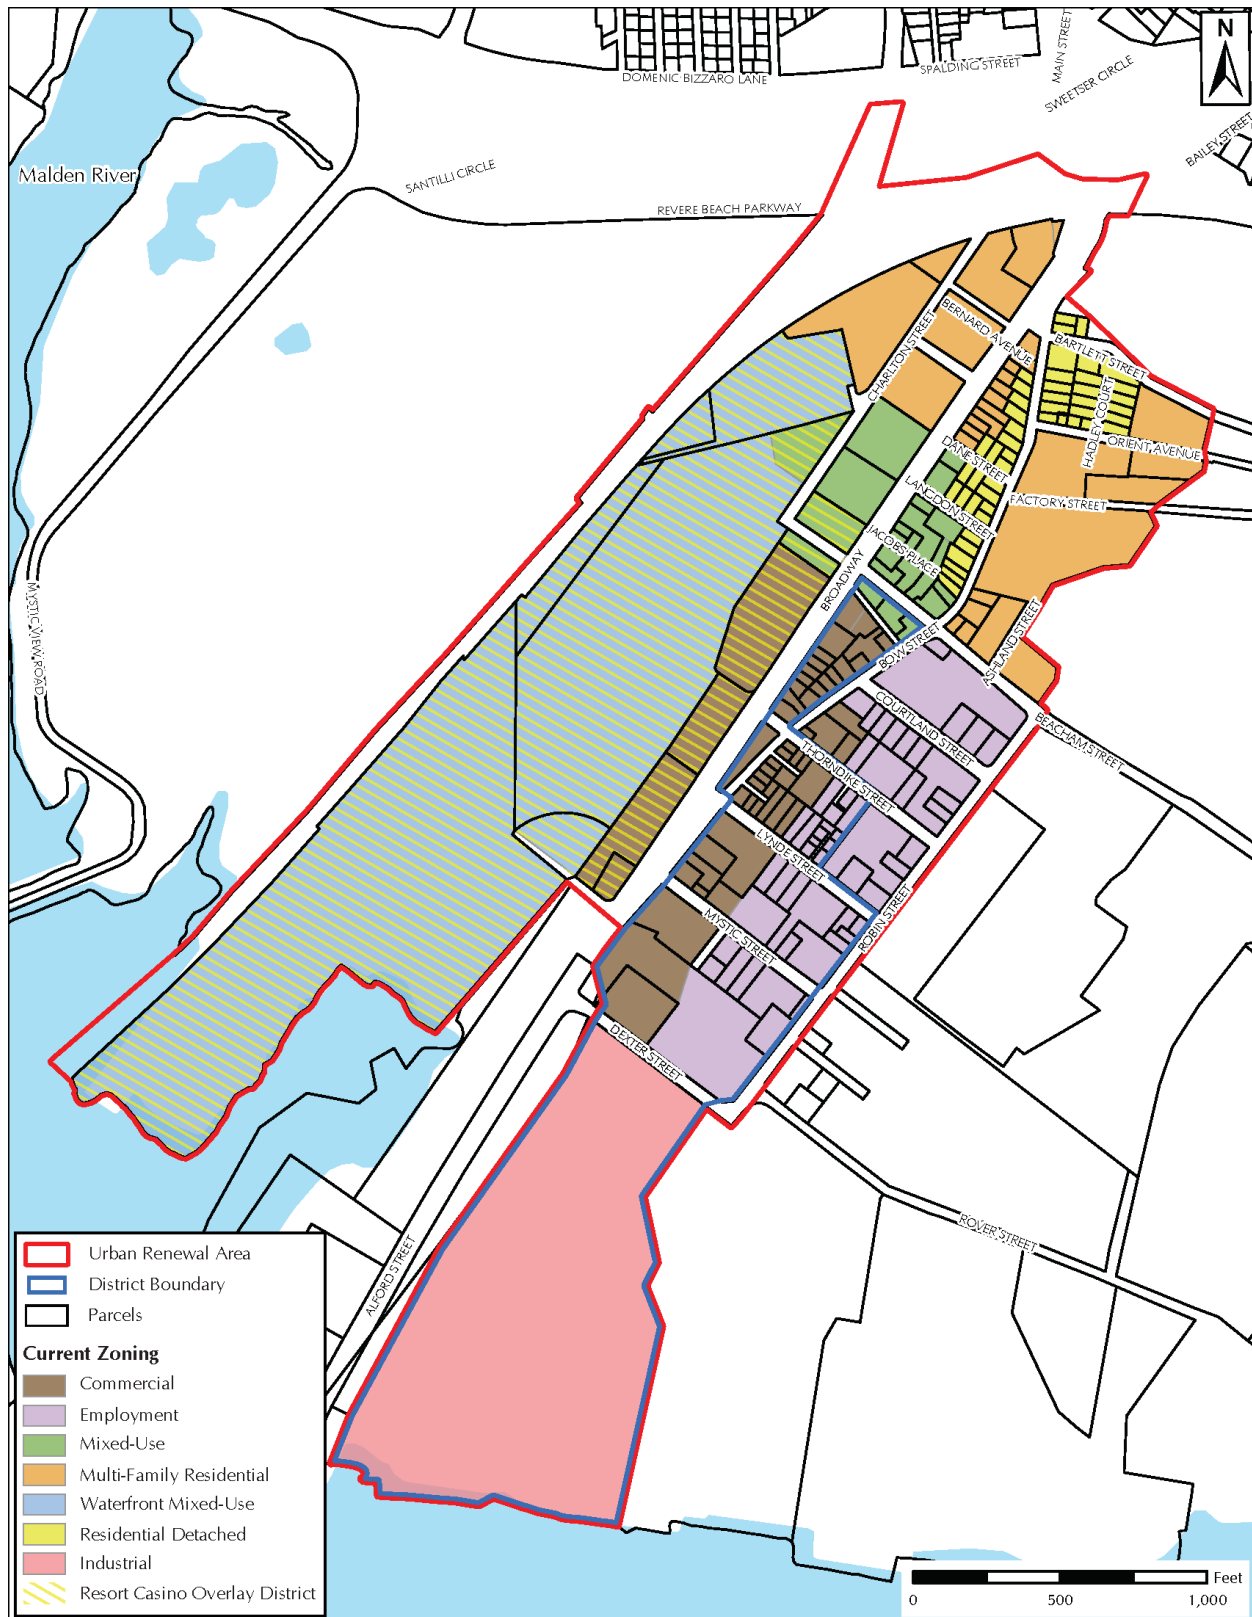 N
MAIN STREET
DOMENIC BIZZARO LANE
SPALDING STREET
SWEETSER CIRCLE
BAILEY STREET
Malden River
SANTILLI CIRCLE
REVERE BEACH PARKWAY
BERNARD AVENUE
CHARLTON STREET
BARTLETT STREET
HADLEY COURT
ORIENT AVENUE
DANE STREET
LANGDON STREET
FACTORY STREET
JACOBS PLACE
BROADWAY
MYSTIC VIEW ROAD
BOW STREET
ASHLAND STREET
COURTLAND STREET
BEACHAM STREET
THORNDIKE STREET
LYNDE STREET
ROBIN STREET
MYSTIC STREET
DEXTER STREET
ROVER STREET
ALFORD STREET
Urban Renewal Area
District Boundary
Parcels
Current Zoning
Commercial
Employment
Mixed-Use
Multi-Family Residential
Waterfront Mixed-Use
Residential Detached
Industrial
Resort Casino Overlay District
Feet
0 500 1,000